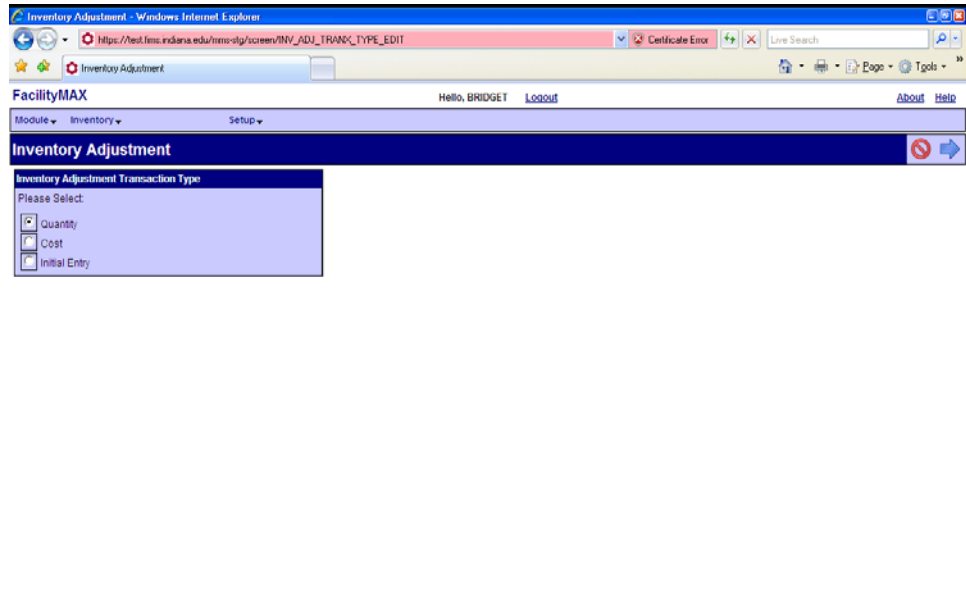 Inventory Adjustment - Windows Internet Explorer
https://test.fims.indiana.edu/mms-stg/screen/INV_ADJ_TRANX_TYPE_EDIT Certificate Error Live Search
Inventory Adjustment Page Tools »
FacilityMAX Hello, BRIDGET Logout About Help
Module Inventory Setup
Inventory Adjustment
Inventory Adjustment Transaction Type
Please Select:
Quantity
Cost
Initial Entry